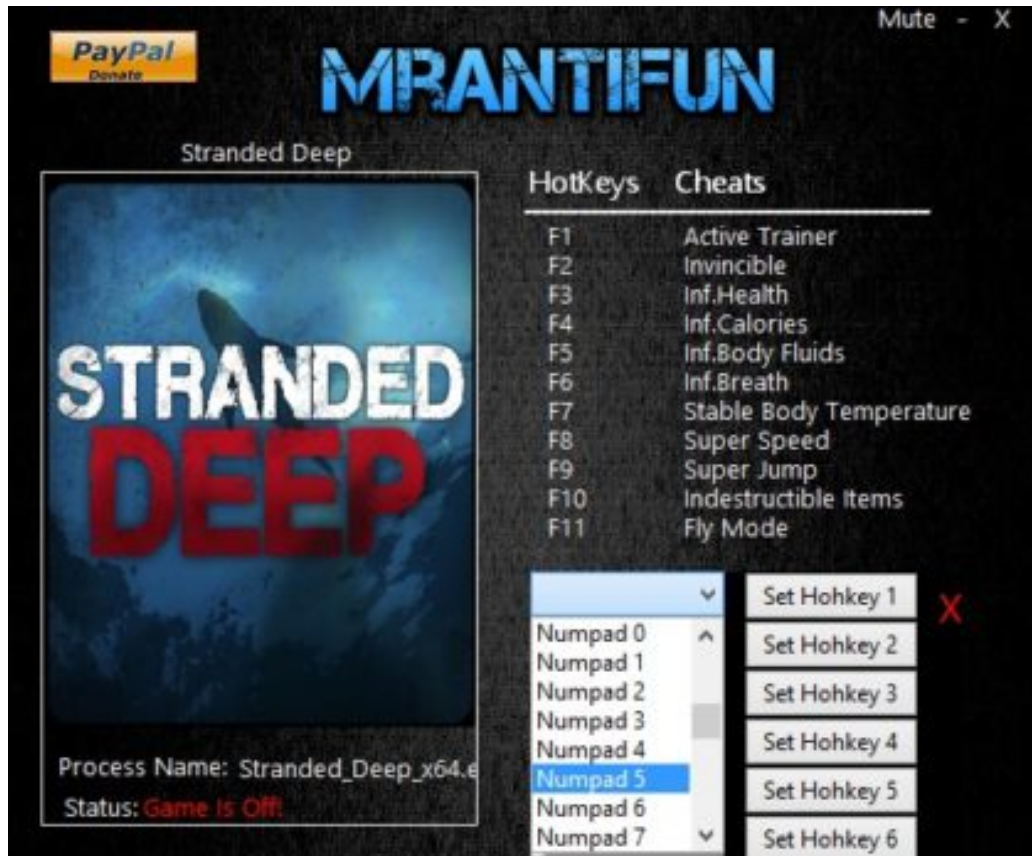 Mute - X
PayPal
Donate
MRANTIFUN
Stranded Deep
STRANDED
DEEP
Process Name: Stranded_Deep_x64.e
Status: Game Is Off!
HotKeys Cheats
F1 Active Trainer
F2 Invincible
F3 Inf.Health
F4 Inf.Calories
F5 Inf.Body Fluids
F6 Inf.Breath
F7 Stable Body Temperature
F8 Super Speed
F9 Super Jump
F10 Indestructible Items
F11 Fly Mode
Numpad 0
Numpad 1
Numpad 2
Numpad 3
Numpad 4
Numpad 5
Numpad 6
Numpad 7
Set Hohkey 1
X
Set Hohkey 2
Set Hohkey 3
Set Hohkey 4
Set Hohkey 5
Set Hohkey 6